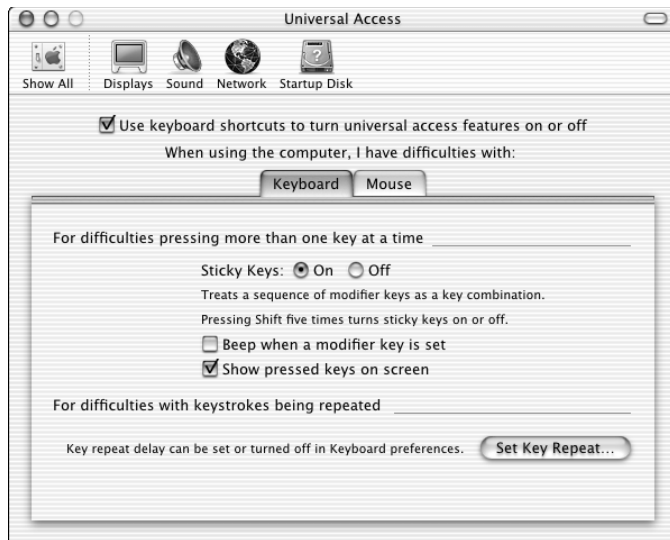 Universal Access
Show All Displays Sound Network Startup Disk
Use keyboard shortcuts to turn universal access features on or off
When using the computer, I have difficulties with:
Keyboard Mouse
For difficulties pressing more than one key at a time
Sticky Keys: On Off
Treats a sequence of modifier keys as a key combination.
Pressing Shift five times turns sticky keys on or off.
Beep when a modifier key is set
Show pressed keys on screen
For difficulties with keystrokes being repeated
Key repeat delay can be set or turned off in Keyboard preferences. Set Key Repeat...